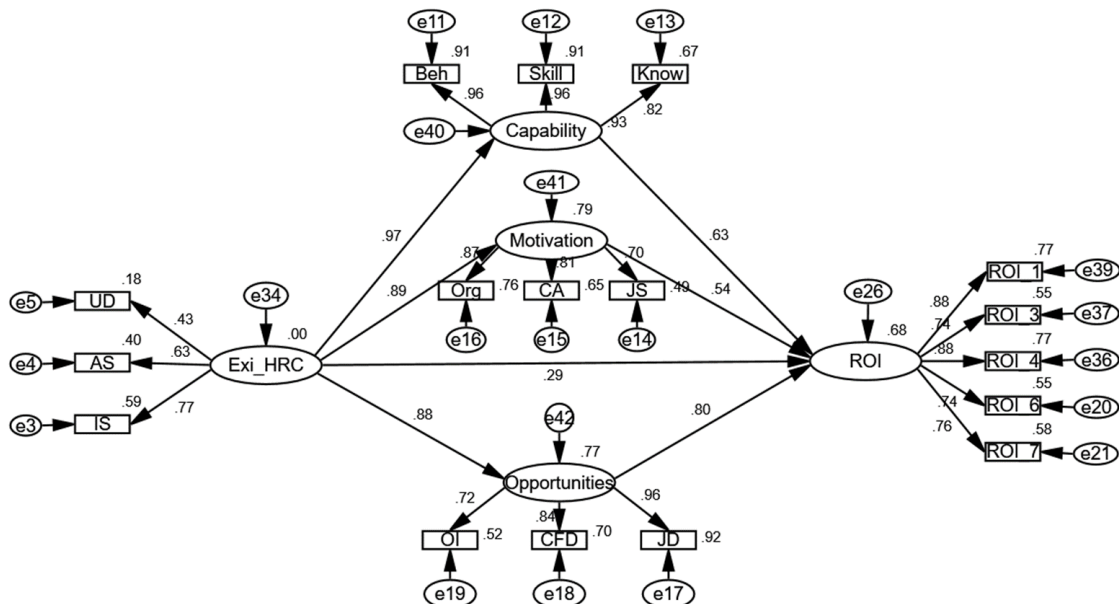 e11 e12 e13
.91 .91 .67
Beh Skill Know
.96 .96 .82
e40 Capability .93
e41
.79
Motivation
.97 .63
.87 .81 .70
Org .76 CA .65 JS .49
.89 .54
e16 e15 e14
e5 UD .18
.43
e4 AS .40
.63
e3 IS .59
.77
e34
.00
Exi_HRC
.29
e26
.68
ROI
.77
ROI_1 e39
.88
.55
ROI_3 e37
.74
.77
ROI_4 e36
.88
.55
ROI_6 e20
.74
.58
ROI_7 e21
.76
.88 .80
e42
.77
Opportunities
.72 .84 .96
OI .52 CFD .70 JD .92
e19 e18 e17